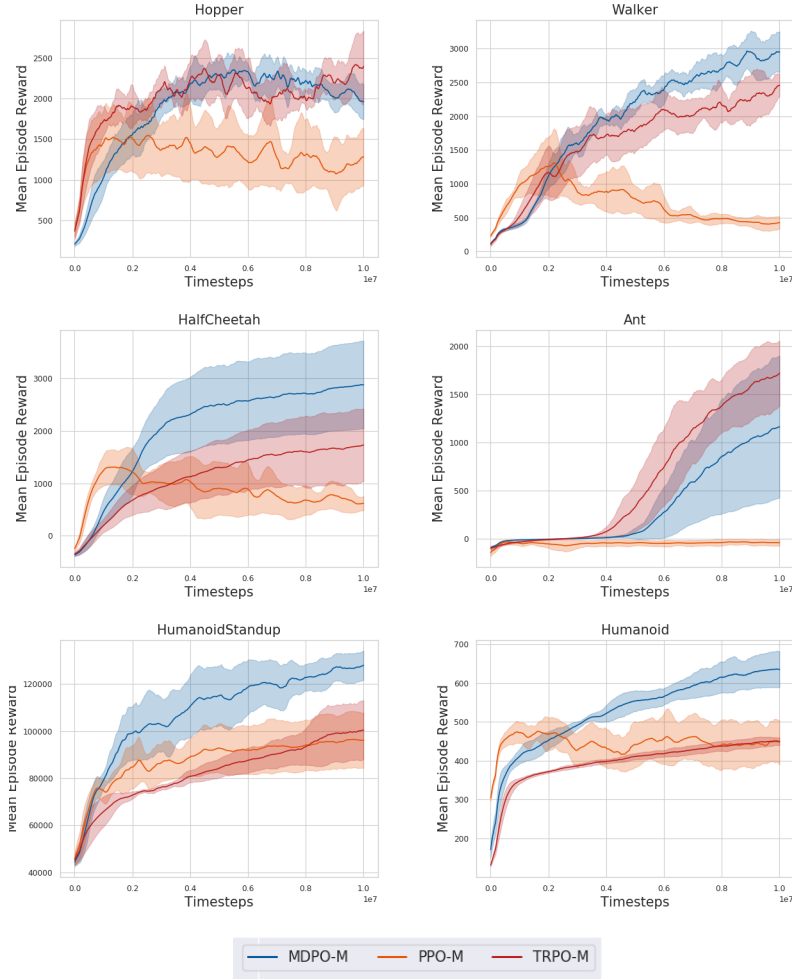 Hopper
Mean Episode Reward
2500
2000
1500
1000
500
0.0 0.2 0.4 0.6 0.8 1.0
1e7
Timesteps
Walker
Mean Episode Reward
3000
2500
2000
1500
1000
500
0
0.0 0.2 0.4 0.6 0.8 1.0
1e7
Timesteps
HalfCheetah
Mean Episode Reward
3000
2000
1000
0
0.0 0.2 0.4 0.6 0.8 1.0
1e7
Timesteps
Ant
Mean Episode Reward
2000
1500
1000
500
0
0.0 0.2 0.4 0.6 0.8 1.0
1e7
Timesteps
HumanoidStandup
Mean Episode Reward
120000
100000
80000
60000
40000
0.0 0.2 0.4 0.6 0.8 1.0
1e7
Timesteps
Humanoid
Mean Episode Reward
700
600
500
400
300
200
0.0 0.2 0.4 0.6 0.8 1.0
1e7
Timesteps
MDPO-M PPO-M TRPO-M